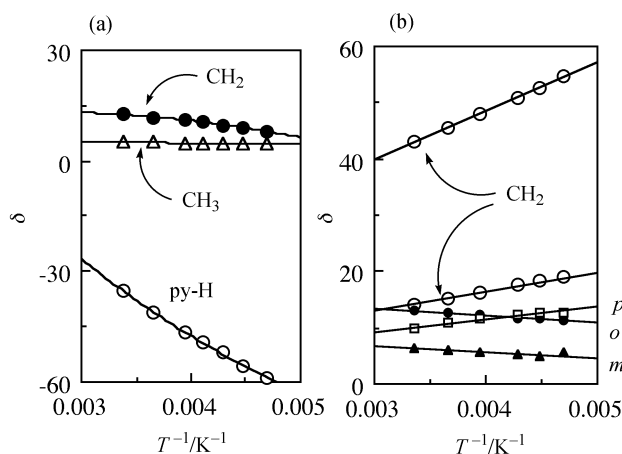 (a)
(b)
30
0
-30
-60
δ
CH2
CH3
py-H
0.003
0.004
0.005
T⁻¹/K⁻¹
60
40
20
0
δ
CH2
p
o
m
0.003
0.004
0.005
T⁻¹/K⁻¹